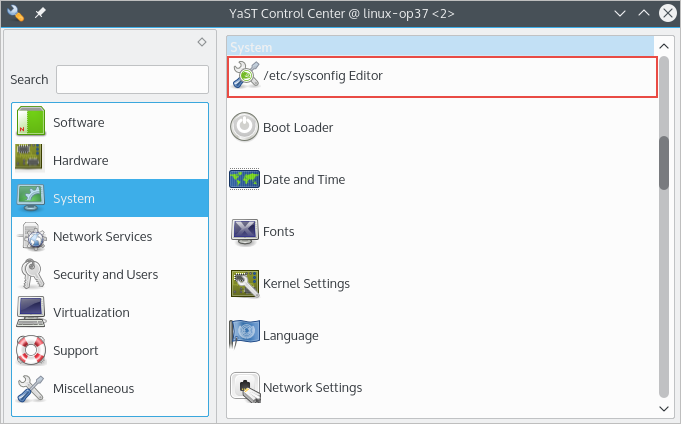 YaST Control Center @ linux-op37 <2>
Search
Software
Hardware
System
Network Services
Security and Users
Virtualization
Support
Miscellaneous
System
/etc/sysconfig Editor
Boot Loader
Date and Time
Fonts
Kernel Settings
Language
Network Settings